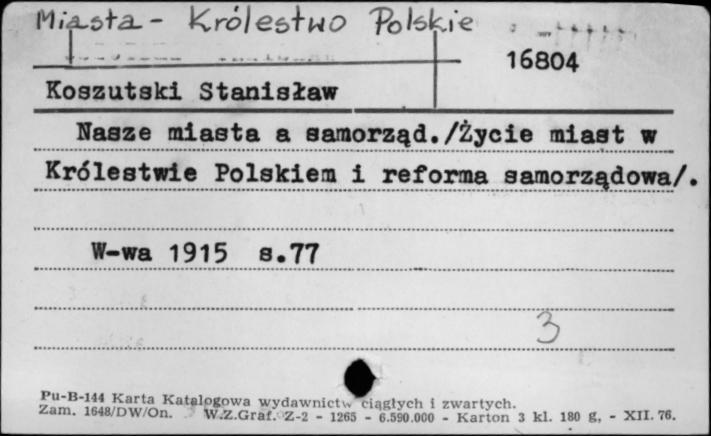 Miasta - Królestwo Polskie
16804
Koszutski Stanisław
Nasze miasta a samorząd./Życie miast w
Królestwie Polskiem i reforma samorządowa/.
W-wa 1915 s.77
3
Pu-B-144 Karta Katalogowa wydawnictw ciągłych i zwartych.
Zam. 1648/DW/On. W.Z.Graf. Z-2 - 1265 - 6.590.000 - Karton 3 kl. 180 g. - XII. 76.